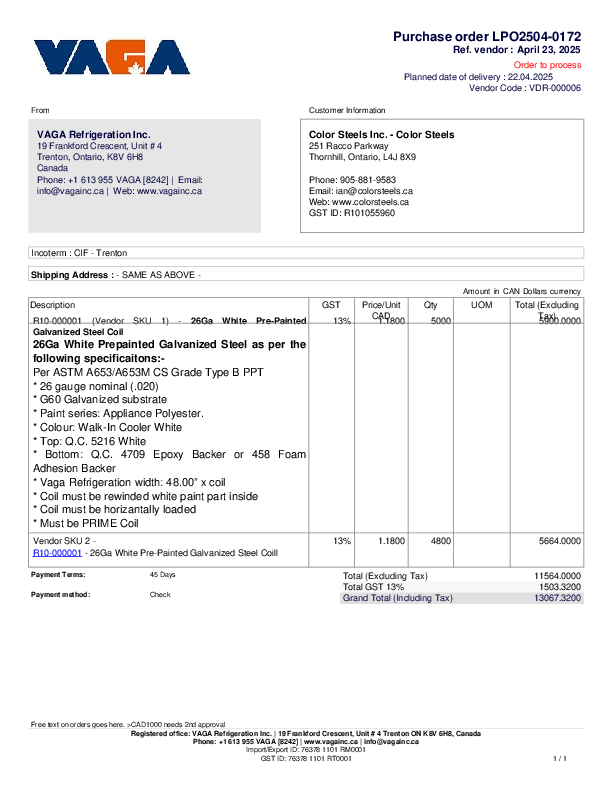 VAGA
Purchase order LPO2504-0172
Ref. vendor : April 23, 2025
Order to process
Planned date of delivery : 22.04.2025
Vendor Code : VDR-000006
From
Customer Information
VAGA Refrigeration Inc.
19 Frankford Crescent, Unit # 4
Trenton, Ontario, K8V 6H8
Canada
Phone: +1 613 955 VAGA [8242] | Email:
info@vagainc.ca | Web: www.vagainc.ca
Color Steels Inc. - Color Steels
251 Racco Parkway
Thornhill, Ontario, L4J 8X9
Phone: 905-881-9583
Email: ian@colorsteels.ca
Web: www.colorsteels.ca
GST ID: R101055960
Incoterm : CIF - Trenton
Shipping Address : - SAME AS ABOVE -
Amount in CAN Dollars currency
Description GST Price/Unit CAD Qty UOM Total (Excluding Tax)
R10-000001 (Vendor SKU 1) - 26Ga White Pre-Painted 13% 1.1800 5000 5900.0000
Galvanized Steel Coil
26Ga White Prepainted Galvanized Steel as per the
following specificaitons:-
Per ASTM A653/A653M CS Grade Type B PPT
* 26 gauge nominal (.020)
* G60 Galvanized substrate
* Paint series: Appliance Polyester.
* Colour: Walk-In Cooler White
* Top: Q.C. 5216 White
* Bottom: Q.C. 4709 Epoxy Backer or 458 Foam
Adhesion Backer
* Vaga Refrigeration width: 48.00” x coil
* Coil must be rewinded white paint part inside
* Coil must be horizantally loaded
* Must be PRIME Coil
Vendor SKU 2 - 13% 1.1800 4800 5664.0000
R10-000001 - 26Ga White Pre-Painted Galvanized Steel Coill
Payment Terms: 45 Days
Payment method: Check
Total (Excluding Tax) 11564.0000
Total GST 13% 1503.3200
Grand Total (Including Tax) 13067.3200
Free text on orders goes here. >CAD1000 needs 2nd approval
Registered office: VAGA Refrigeration Inc. | 19 Frankford Crescent, Unit # 4 Trenton ON K8V 6H8, Canada
Phone: +1 613 955 VAGA [8242] | www.vagainc.ca | info@vagainc.ca
Import/Export ID: 76378 1101 RM0001
GST ID: 76378 1101 RT0001
1 / 1